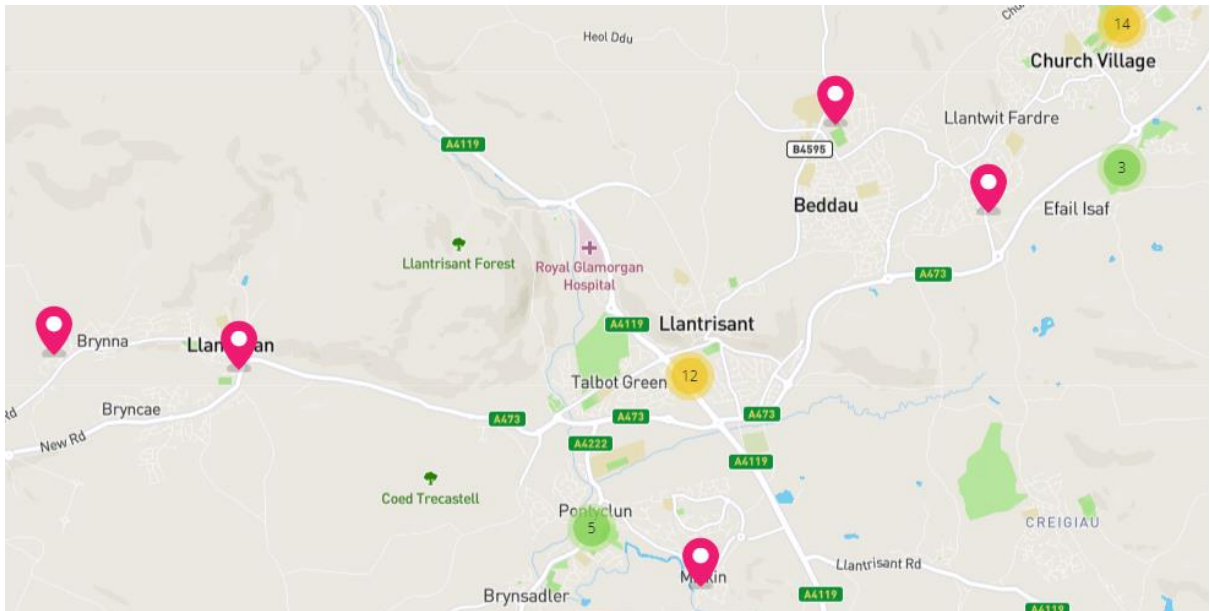 14
Church Village
Heol Ddu
Llantwit Fardre
A4119
B4595
3
Beddau
Efail Isaf
Llantrisant Forest
Royal Glamorgan
Hospital
A473
A4119
Llantrisant
Brynna
Talbot Green
12
Bryncae
A473
A473
A473
New Rd
A4222
A4119
Coed Trecastell
Pontyclun
5
CREIGIAU
Llantrisant Rd
Brynsadler
A4119
A4119